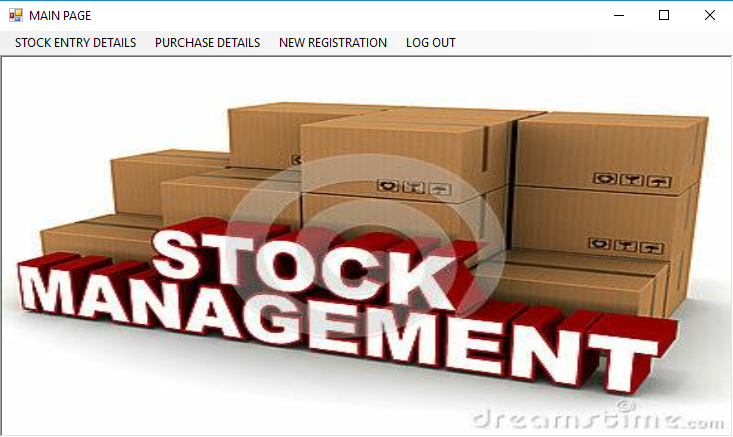 MAIN PAGE
STOCK ENTRY DETAILS PURCHASE DETAILS NEW REGISTRATION LOG OUT
STOCK
MANAGEMENT
dreamstime.com